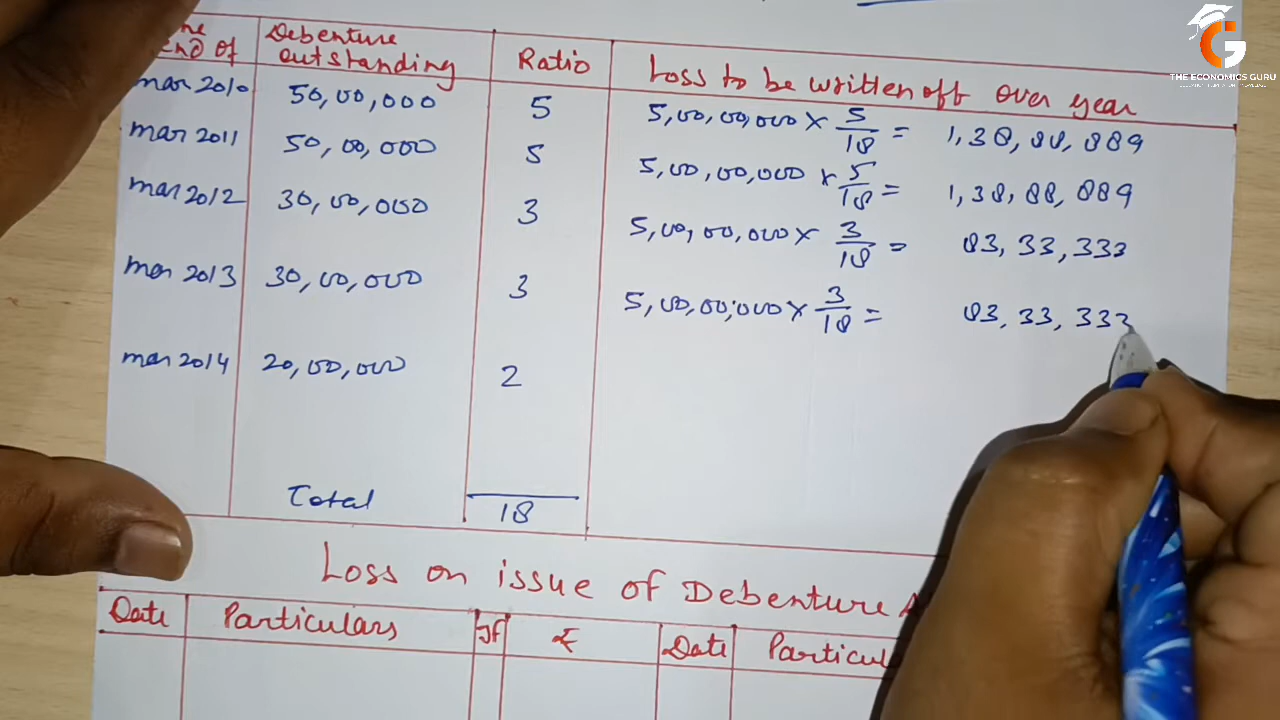 THE ECONOMICS GURU
end of Debenture outstanding Ratio Loss to be written off over year
mar 2010 50,00,000 5 5,00,00,000 × 5/18 = 1,38,88,889
mar 2011 50,00,000 5 5,00,00,000 × 5/18 = 1,38,88,889
mar 2012 30,00,000 3 5,00,00,000 × 3/18 = 83,33,333
mar 2013 30,00,000 3 5,00,00,000 × 3/18 = 83,33,333
mar 2014 20,00,000 2
Total 18
Loss on issue of Debenture
Date Particulars Jf ₹ Date